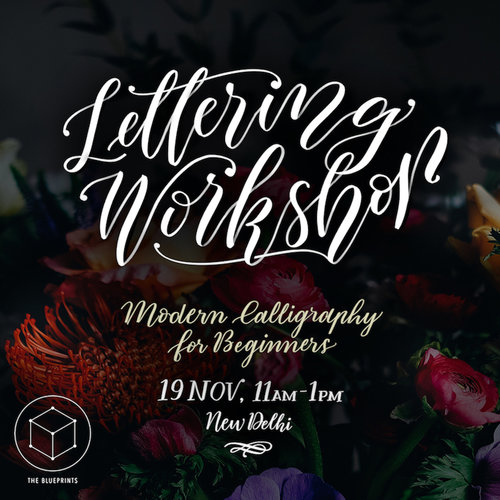 Lettering
Workshop
Modern Calligraphy
for Beginners
19 NOV, 11AM-1PM
New Delhi
THE BLUEPRINTS